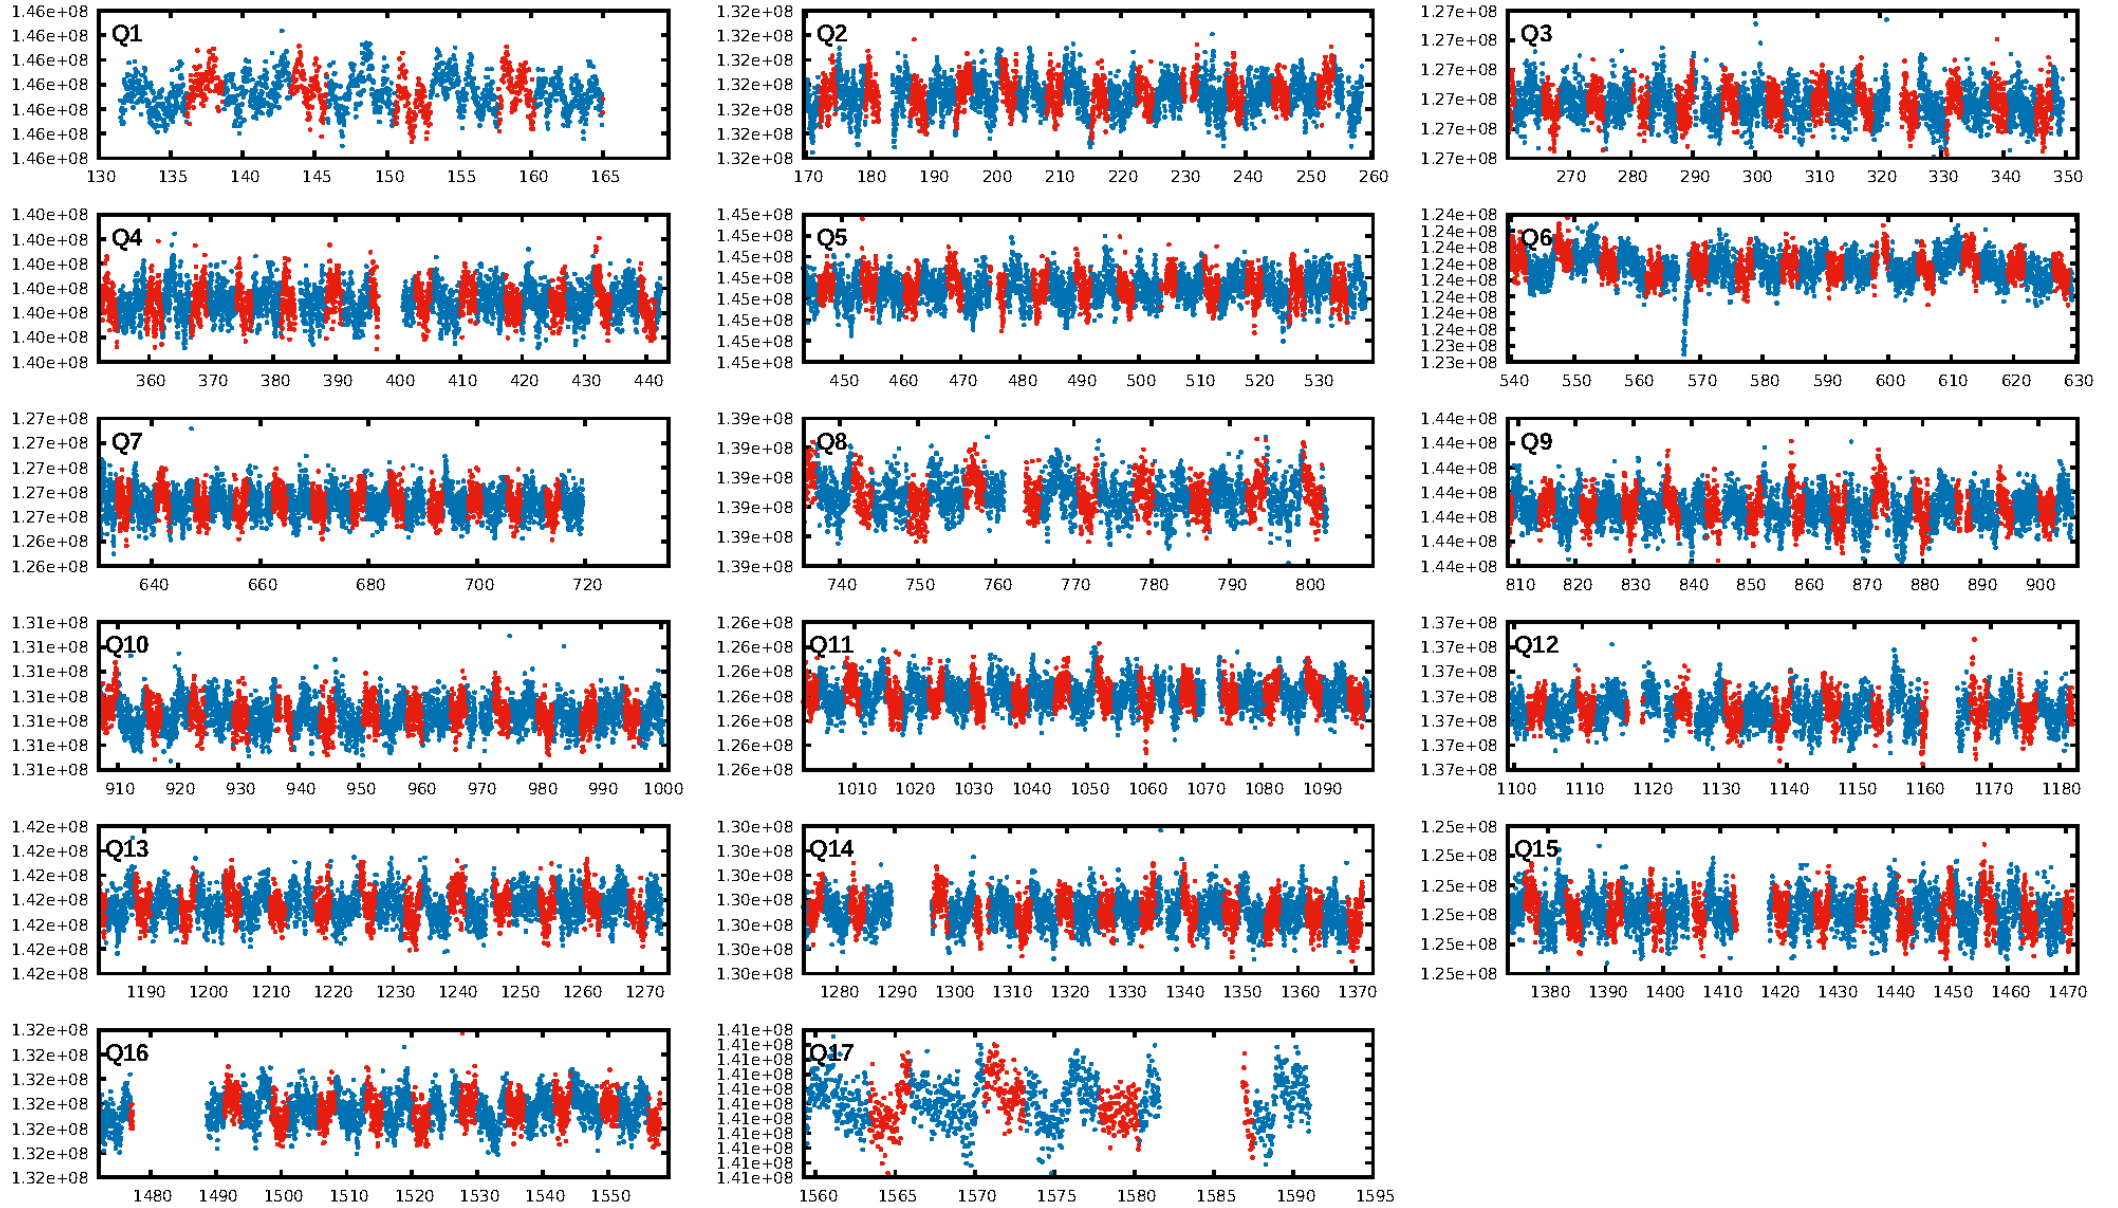 1.46e+08 1.46e+08 1.46e+08 1.46e+08 1.46e+08 1.46e+08 1.46e+08
Q1
130 135 140 145 150 155 160 165
1.32e+08 1.32e+08 1.32e+08 1.32e+08 1.32e+08 1.32e+08 1.32e+08
Q2
170 180 190 200 210 220 230 240 250 260
1.27e+08 1.27e+08 1.27e+08 1.27e+08 1.27e+08 1.27e+08
Q3
270 280 290 300 310 320 330 340 350
1.40e+08 1.40e+08 1.40e+08 1.40e+08 1.40e+08 1.40e+08 1.40e+08
Q4
360 370 380 390 400 410 420 430 440
1.45e+08 1.45e+08 1.45e+08 1.45e+08 1.45e+08 1.45e+08 1.45e+08 1.45e+08
Q5
450 460 470 480 490 500 510 520 530
1.24e+08 1.24e+08 1.24e+08 1.24e+08 1.24e+08 1.24e+08 1.24e+08 1.24e+08 1.23e+08 1.23e+08
Q6
540 550 560 570 580 590 600 610 620 630
1.27e+08 1.27e+08 1.27e+08 1.27e+08 1.27e+08 1.26e+08 1.26e+08
Q7
640 660 680 700 720
1.39e+08 1.39e+08 1.39e+08 1.39e+08 1.39e+08 1.39e+08
Q8
740 750 760 770 780 790 800
1.44e+08 1.44e+08 1.44e+08 1.44e+08 1.44e+08 1.44e+08 1.44e+08
Q9
810 820 830 840 850 860 870 880 890 900
1.31e+08 1.31e+08 1.31e+08 1.31e+08 1.31e+08 1.31e+08 1.31e+08
Q10
910 920 930 940 950 960 970 980 990 1000
1.26e+08 1.26e+08 1.26e+08 1.26e+08 1.26e+08 1.26e+08 1.26e+08
Q11
1010 1020 1030 1040 1050 1060 1070 1080 1090
1.37e+08 1.37e+08 1.37e+08 1.37e+08 1.37e+08 1.37e+08 1.37e+08
Q12
1100 1110 1120 1130 1140 1150 1160 1170 1180
1.42e+08 1.42e+08 1.42e+08 1.42e+08 1.42e+08 1.42e+08 1.42e+08
Q13
1190 1200 1210 1220 1230 1240 1250 1260 1270
1.30e+08 1.30e+08 1.30e+08 1.30e+08 1.30e+08 1.30e+08 1.30e+08
Q14
1280 1290 1300 1310 1320 1330 1340 1350 1360 1370
1.25e+08 1.25e+08 1.25e+08 1.25e+08 1.25e+08 1.25e+08
Q15
1380 1390 1400 1410 1420 1430 1440 1450 1460 1470
1.32e+08 1.32e+08 1.32e+08 1.32e+08 1.32e+08 1.32e+08 1.32e+08
Q16
1480 1490 1500 1510 1520 1530 1540 1550
1.41e+08 1.41e+08 1.41e+08 1.41e+08 1.41e+08 1.41e+08 1.41e+08 1.41e+08 1.41e+08 1.41e+08 1.41e+08
Q17
1560 1565 1570 1575 1580 1585 1590 1595